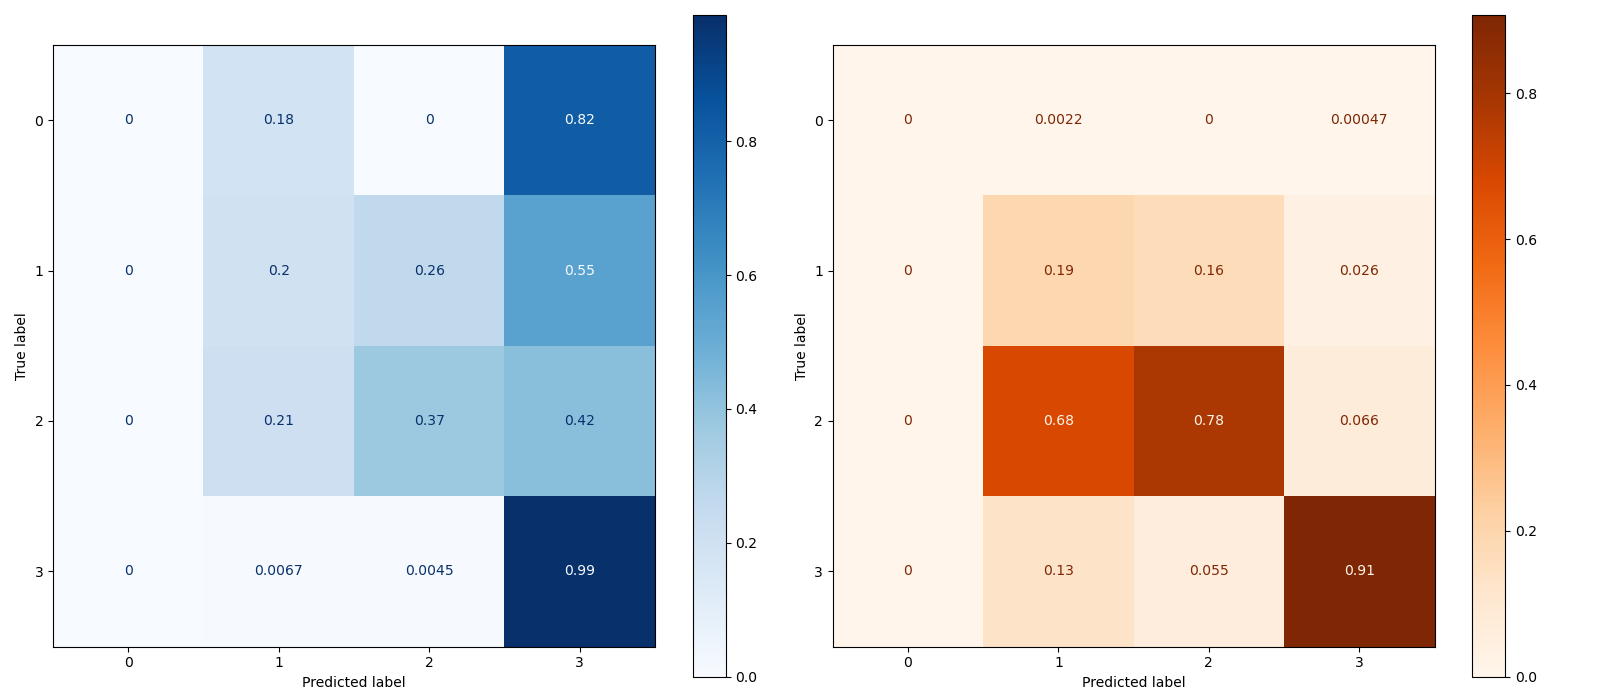 0 0 0.18 0 0.82
1 0 0.2 0.26 0.55
2 0 0.21 0.37 0.42
3 0 0.0067 0.0045 0.99
0 1 2 3
Predicted label
True label
0.8
0.6
0.4
0.2
0.0
0 0 0.0022 0 0.00047
1 0 0.19 0.16 0.026
2 0 0.68 0.78 0.066
3 0 0.13 0.055 0.91
0 1 2 3
Predicted label
True label
0.8
0.6
0.4
0.2
0.0